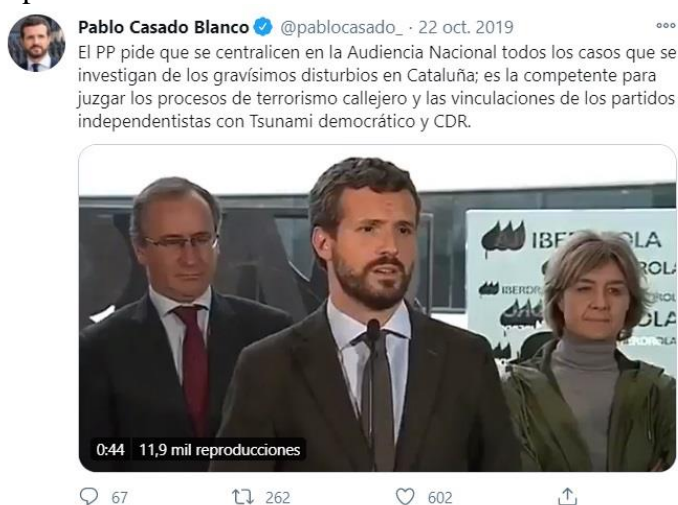 Pablo Casado Blanco @pablocasado_ · 22 oct. 2019
El PP pide que se centralicen en la Audiencia Nacional todos los casos que se
investigan de los gravísimos disturbios en Cataluña; es la competente para
juzgar los procesos de terrorismo callejero y las vinculaciones de los partidos
independentistas con Tsunami democrático y CDR.
0:44 11,9 mil reproducciones
67 262 602